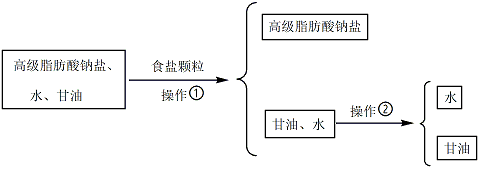 高级脂肪酸钠盐、
水、甘油
食盐颗粒
操作①
高级脂肪酸钠盐
甘油、水
操作②
水
甘油